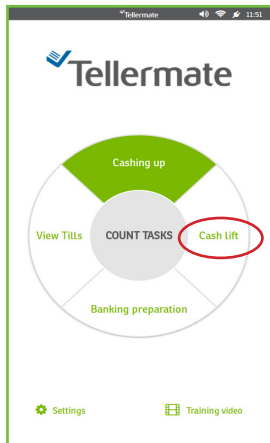 Tellermate 11:51
Tellermate
Cashing up
View Tills COUNT TASKS Cash lift
Banking preparation
Settings Training video